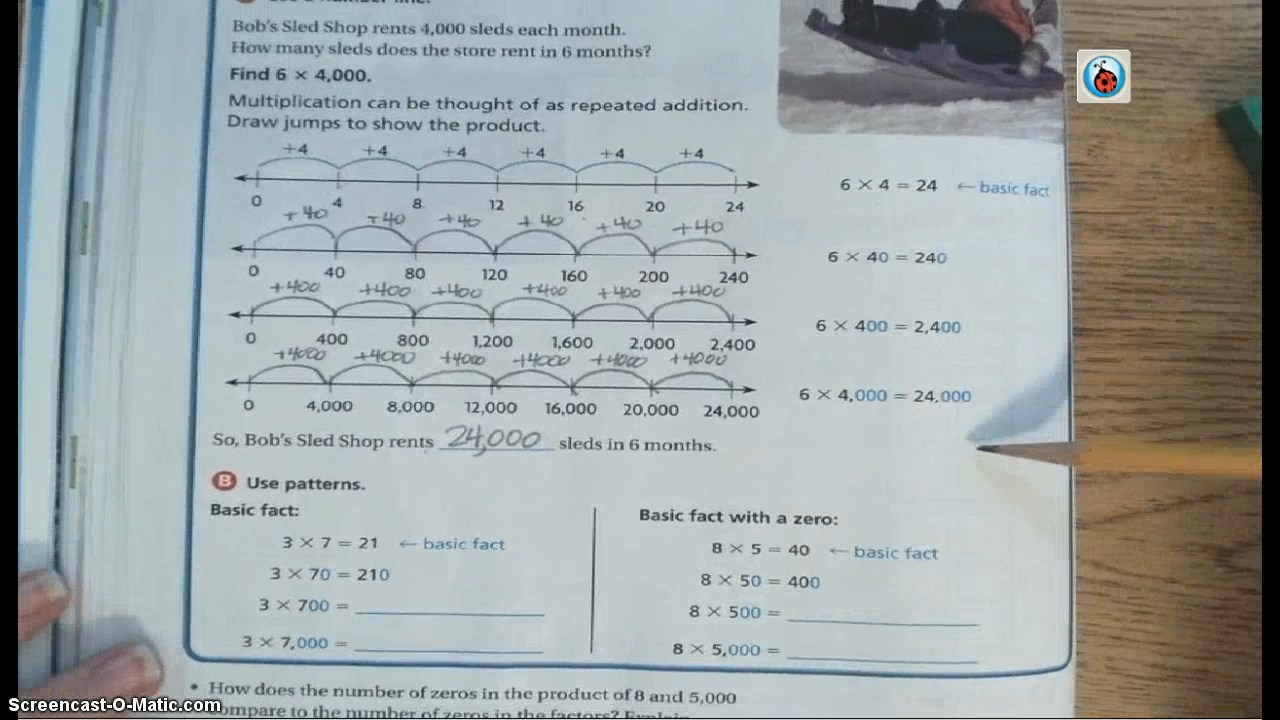 Bob's Sled Shop rents 4,000 sleds each month.
How many sleds does the store rent in 6 months?
Find 6 × 4,000.
Multiplication can be thought of as repeated addition.
Draw jumps to show the product.
+4 +4 +4 +4 +4 +4
0 4 8 12 16 20 24
6 × 4 = 24 ← basic fact
+40 +40 +40 +40 +40 +40
0 40 80 120 160 200 240
6 × 40 = 240
+400 +400 +400 +400 +400 +400
0 400 800 1,200 1,600 2,000 2,400
6 × 400 = 2,400
+4000 +4000 +4000 +4000 +4000 +4000
0 4,000 8,000 12,000 16,000 20,000 24,000
6 × 4,000 = 24,000
So, Bob's Sled Shop rents 24,000 sleds in 6 months.
B Use patterns.
Basic fact:
3 × 7 = 21 ← basic fact
3 × 70 = 210
3 × 700 =
3 × 7,000 =
Basic fact with a zero:
8 × 5 = 40 ← basic fact
8 × 50 = 400
8 × 500 =
8 × 5,000 =
• How does the number of zeros in the product of 8 and 5,000
compare to the number of zeros in the factors?
Screencast-O-Matic.com